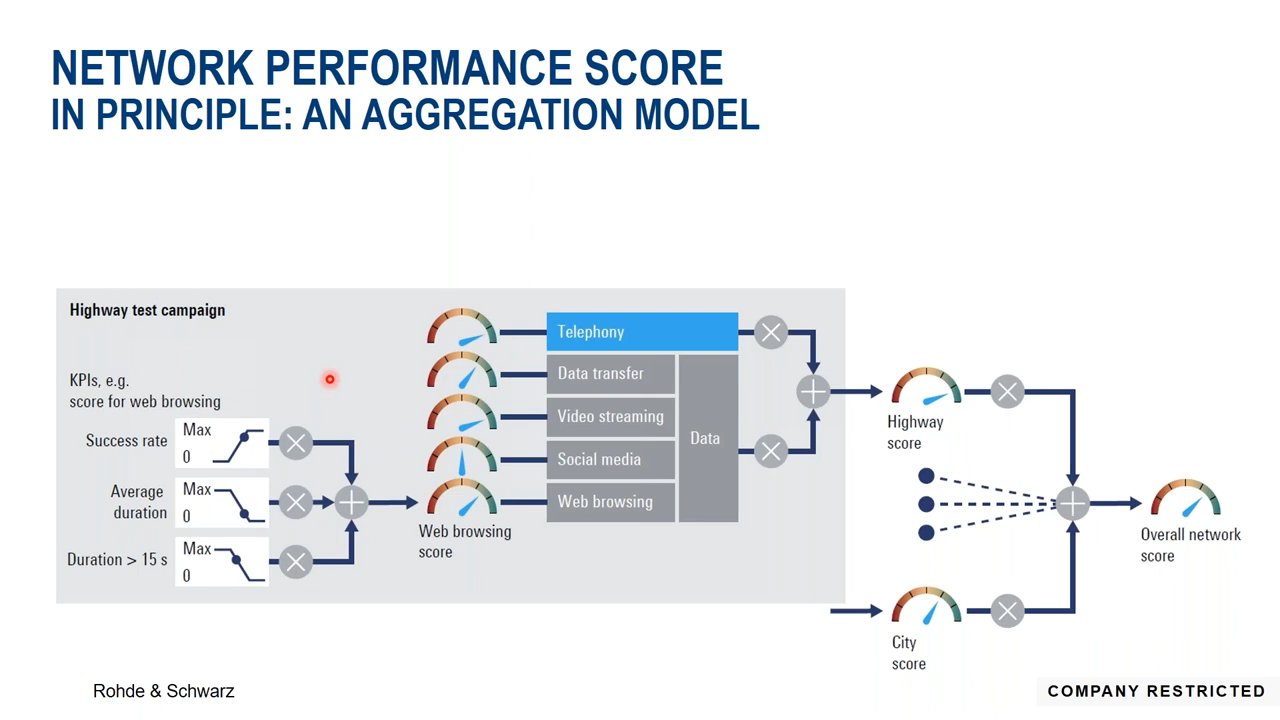 NETWORK PERFORMANCE SCORE
IN PRINCIPLE: AN AGGREGATION MODEL
Highway test campaign
KPIs, e.g.
score for web browsing
Success rate
Max
0
Average
duration
Max
0
Duration > 15 s
Max
0
Web browsing
score
Telephony
Data transfer
Video streaming
Social media
Web browsing
Data
Highway
score
City
score
Overall network
score
Rohde & Schwarz
COMPANY RESTRICTED